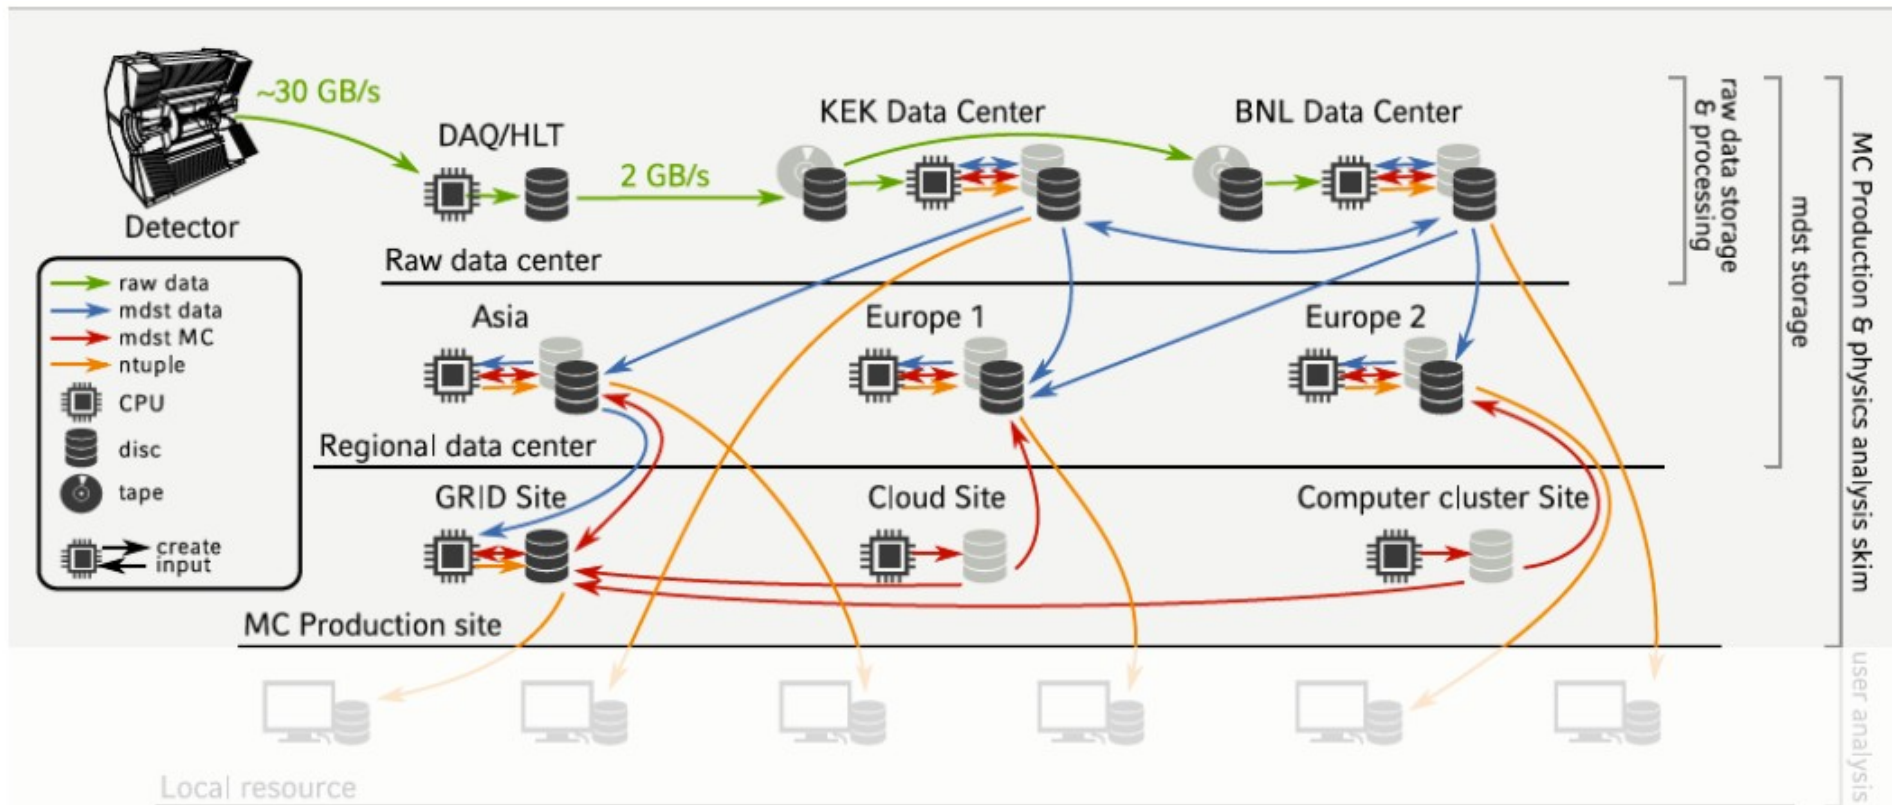 ~30 GB/s
DAQ/HLT
2 GB/s
KEK Data Center
BNL Data Center
Detector
Raw data center
raw data
mdst data
mdst MC
ntuple
CPU
disc
tape
create
input
Asia
Europe 1
Europe 2
Regional data center
GRID Site
Cloud Site
Computer cluster Site
MC Production site
Local resource
raw data storage
& processing
mdst storage
MC Production & physics analysis skim
user analysis